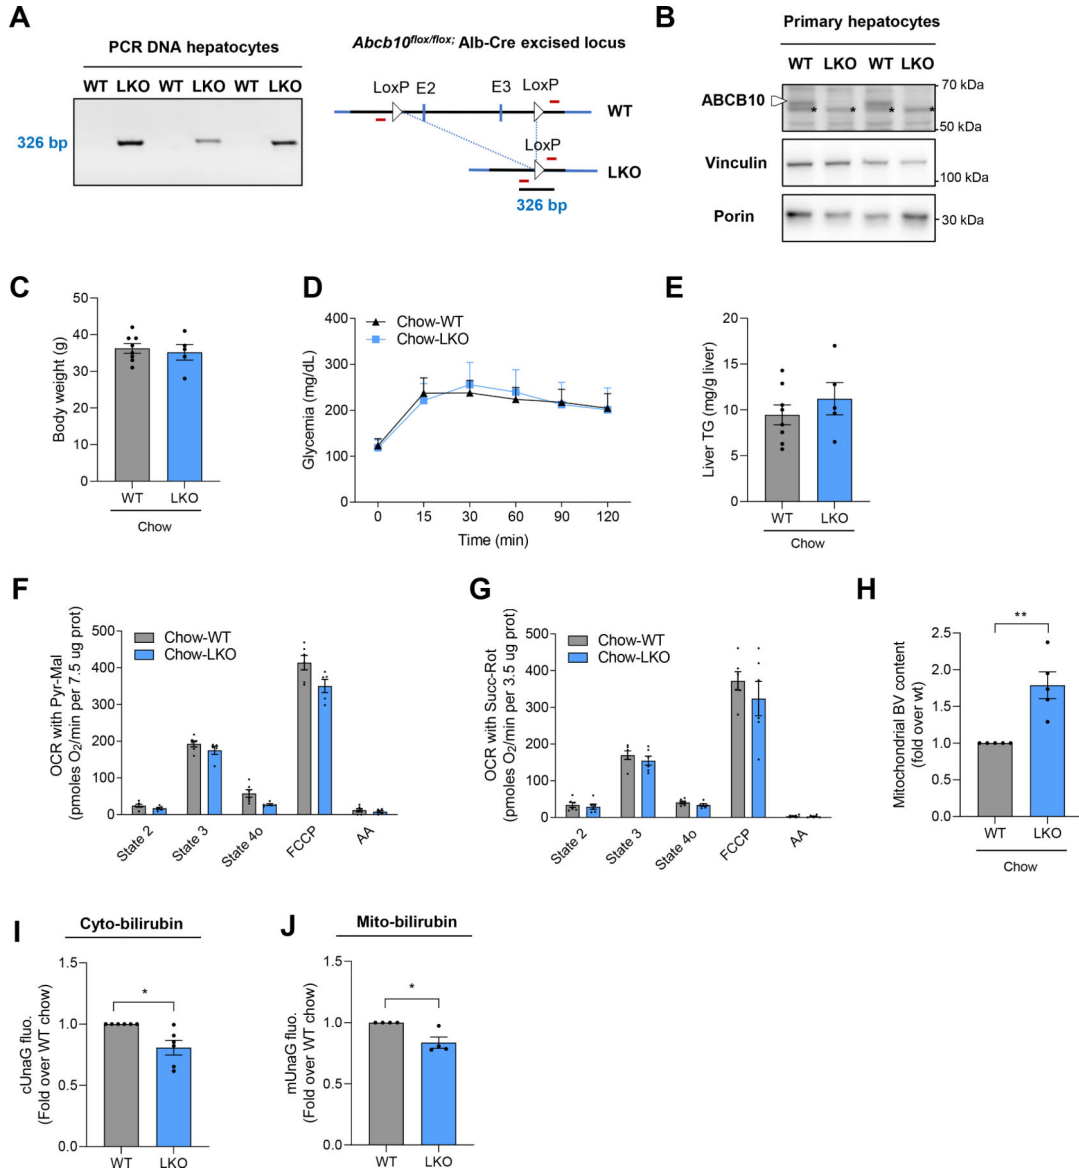 A
PCR DNA hepatocytes
WT LKO WT LKO WT LKO
326 bp
Abcb10flox/flox; Alb-Cre excised locus
LoxP E2 E3 LoxP
WT
LoxP
LKO
326 bp
B
Primary hepatocytes
WT LKO WT LKO
ABCB10
* * * *
70 kDa
50 kDa
Vinculin
100 kDa
Porin
30 kDa
C
Body weight (g)
50
40
30
20
10
0
WT LKO
Chow
D
Chow-WT
Chow-LKO
Glycemia (mg/dL)
400
300
200
100
0
0 15 30 60 90 120
Time (min)
E
Liver TG (mg/g liver)
20
15
10
5
0
WT LKO
Chow
F
OCR with Pyr-Mal
(pmoles O2/min per 7.5 ug prot)
Chow-WT
Chow-LKO
500
400
300
200
100
0
State 2 State 3 State 4o FCCP AA
G
OCR with Succ-Rot
(pmoles O2/min per 3.5 ug prot)
Chow-WT
Chow-LKO
500
400
300
200
100
0
State 2 State 3 State 4o FCCP AA
H
Mitochondrial BV content
(fold over wt)
**
2.5
2.0
1.5
1.0
0.5
0.0
WT LKO
Chow
I
Cyto-bilirubin
cUnaG fluo.
(Fold over WT chow)
*
1.5
1.0
0.5
0.0
WT LKO
J
Mito-bilirubin
mUnaG fluo.
(Fold over WT chow)
*
1.5
1.0
0.5
0.0
WT LKO